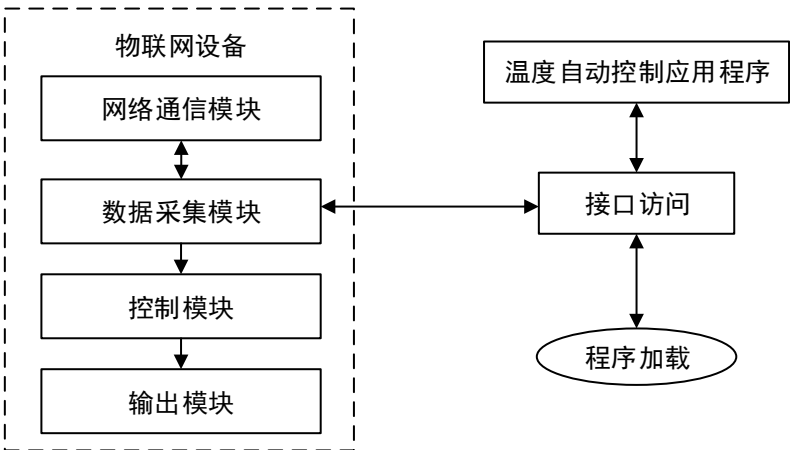 物联网设备
网络通信模块
数据采集模块
控制模块
输出模块
温度自动控制应用程序
接口访问
程序加载